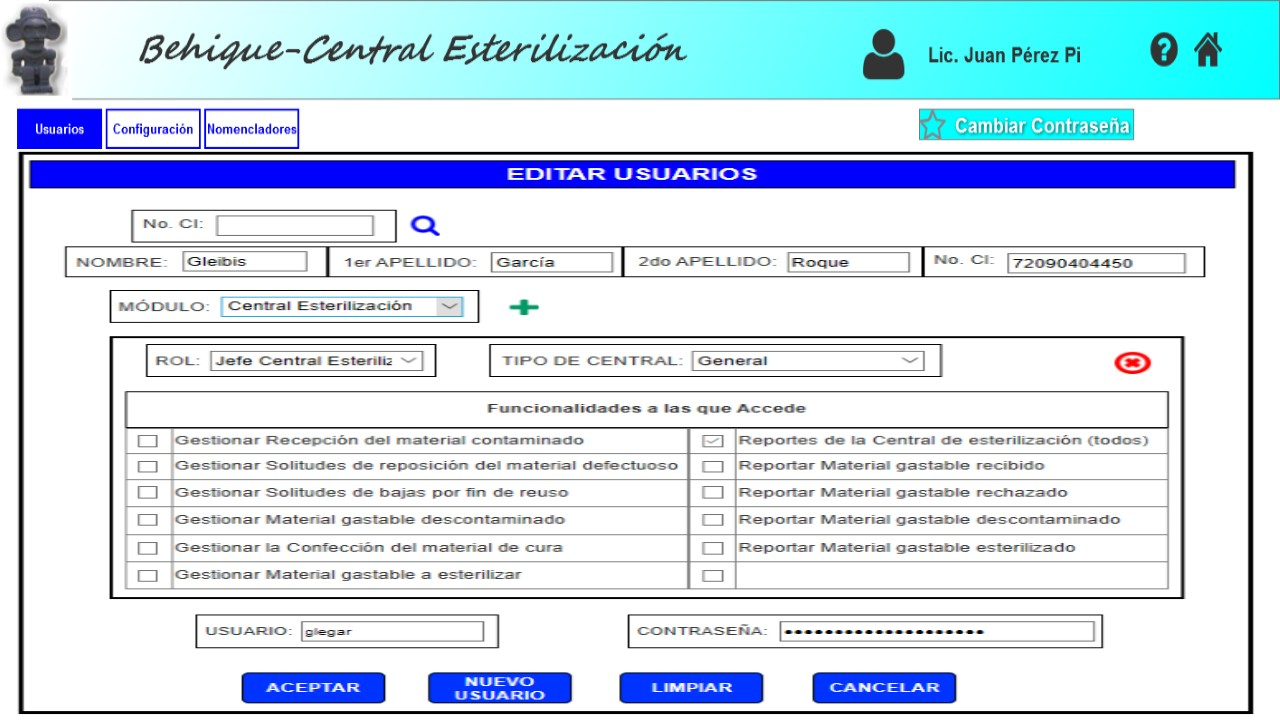 Behique-Central Esterilización
Lic. Juan Pérez Pi
Usuarios
Configuración
Nomencladores
Cambiar Contraseña
EDITAR USUARIOS
No. CI:
NOMBRE: Gleibis
1er APELLIDO: García
2do APELLIDO: Roque
No. CI: 72090404450
MÓDULO: Central Esterilización
ROL: Jefe Central Esteriliz
TIPO DE CENTRAL: General
Funcionalidades a las que Accede
Gestionar Recepción del material contaminado
Reportes de la Central de esterilización (todos)
Gestionar Solitudes de reposición del material defectuoso
Reportar Material gastable recibido
Gestionar Solitudes de bajas por fin de reuso
Reportar Material gastable rechazado
Gestionar Material gastable descontaminado
Reportar Material gastable descontaminado
Gestionar la Confección del material de cura
Reportar Material gastable esterilizado
Gestionar Material gastable a esterilizar
USUARIO: glegar
CONTRASEÑA: ••••••••••••••••••••
ACEPTAR
NUEVO
USUARIO
LIMPIAR
CANCELAR